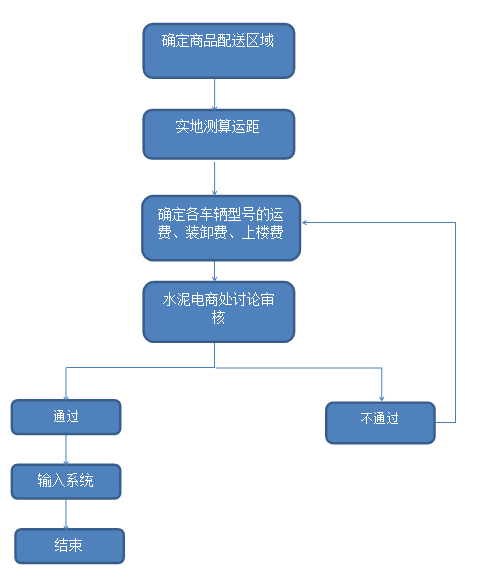 确定商品配送区域
实地测算运距
确定各车辆型号的运
费、装卸费、上楼费
水泥电商处讨论审
核
通过
不通过
输入系统
结束